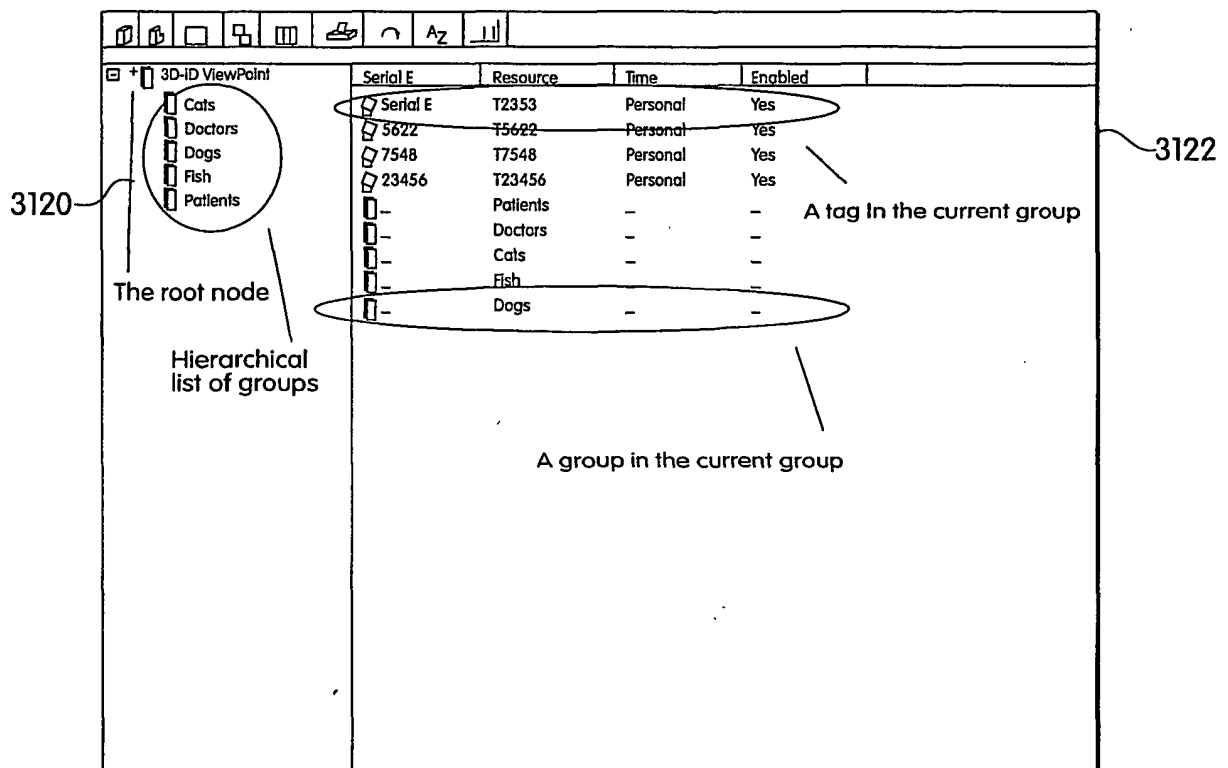 AZ
3D-iD ViewPoint
Cats
Doctors
Dogs
Fish
Patients
3120
The root node
Hierarchical
list of groups
Serial E Resource Time Enabled
Serial E T2353 Personal Yes
5622 T5622 Personal Yes
7548 T7548 Personal Yes
23456 T23456 Personal Yes
– Patients – –
– Doctors – –
– Cats – –
– Fish – –
– Dogs – –
3122
A tag in the current group
A group in the current group